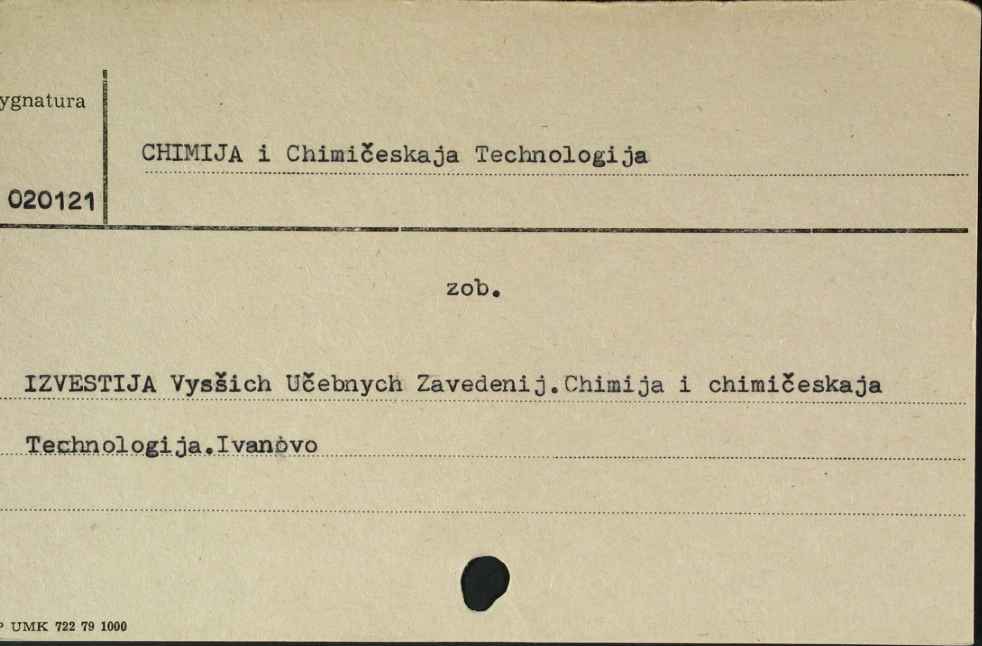 ygnatura
CHIMIJA i Chimičeskaja Technologija
020121
zob.
IZVESTIJA Vysšich Učebnych Zavedenij.Chimija i chimičeskaja
Technologija.Ivanovo
P UMK 722 79 1000